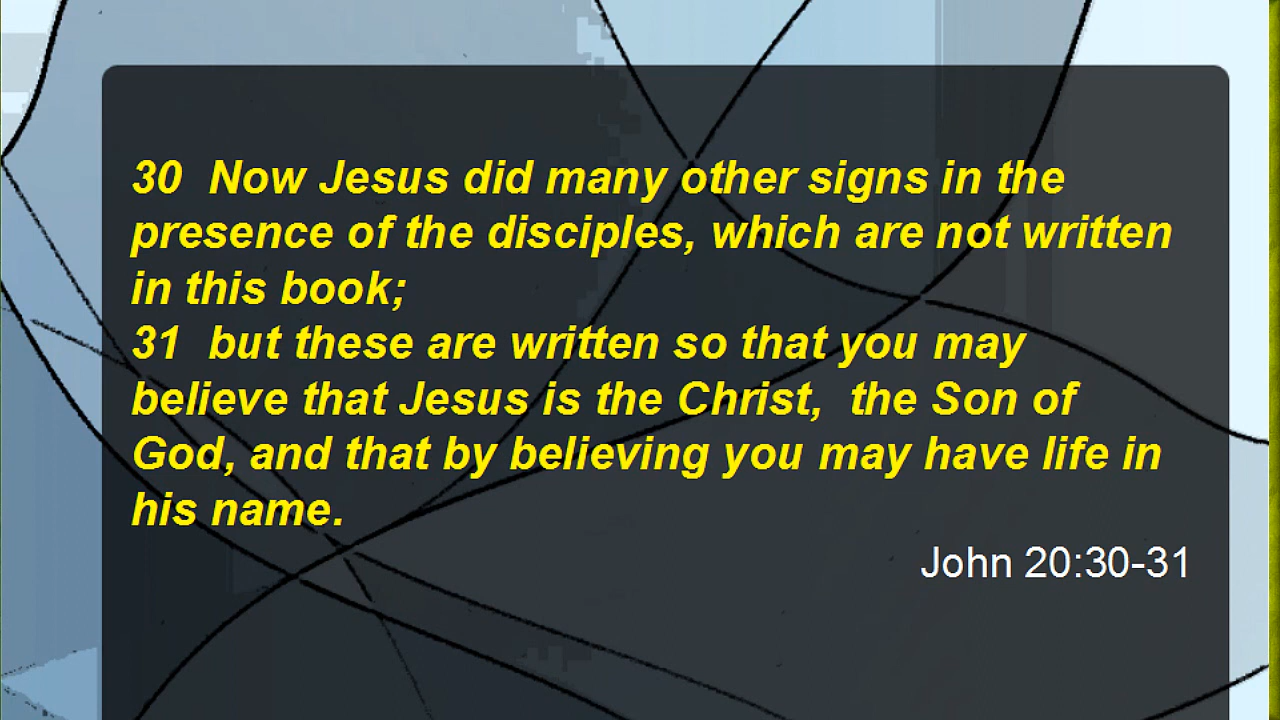 30  Now Jesus did many other signs in the
presence of the disciples, which are not written
in this book;
31  but these are written so that you may
believe that Jesus is the Christ,  the Son of
God, and that by believing you may have life in
his name.
John 20:30-31